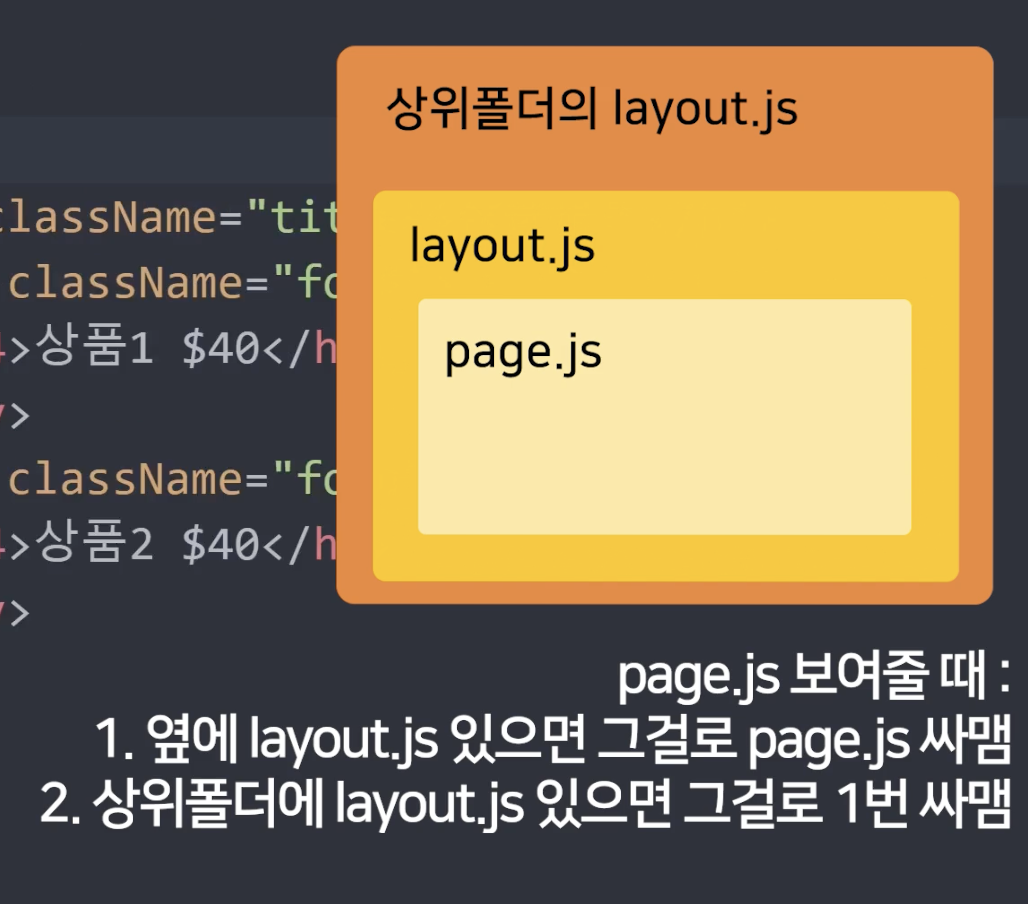 상위폴더의 layout.js
layout.js
page.js
className="tit
className="fo
>상품1 $40</h
>
className="fo
>상품2 $40</h
>
page.js 보여줄 때 :
1. 옆에 layout.js 있으면 그걸로 page.js 싸맴
2. 상위폴더에 layout.js 있으면 그걸로 1번 싸맴